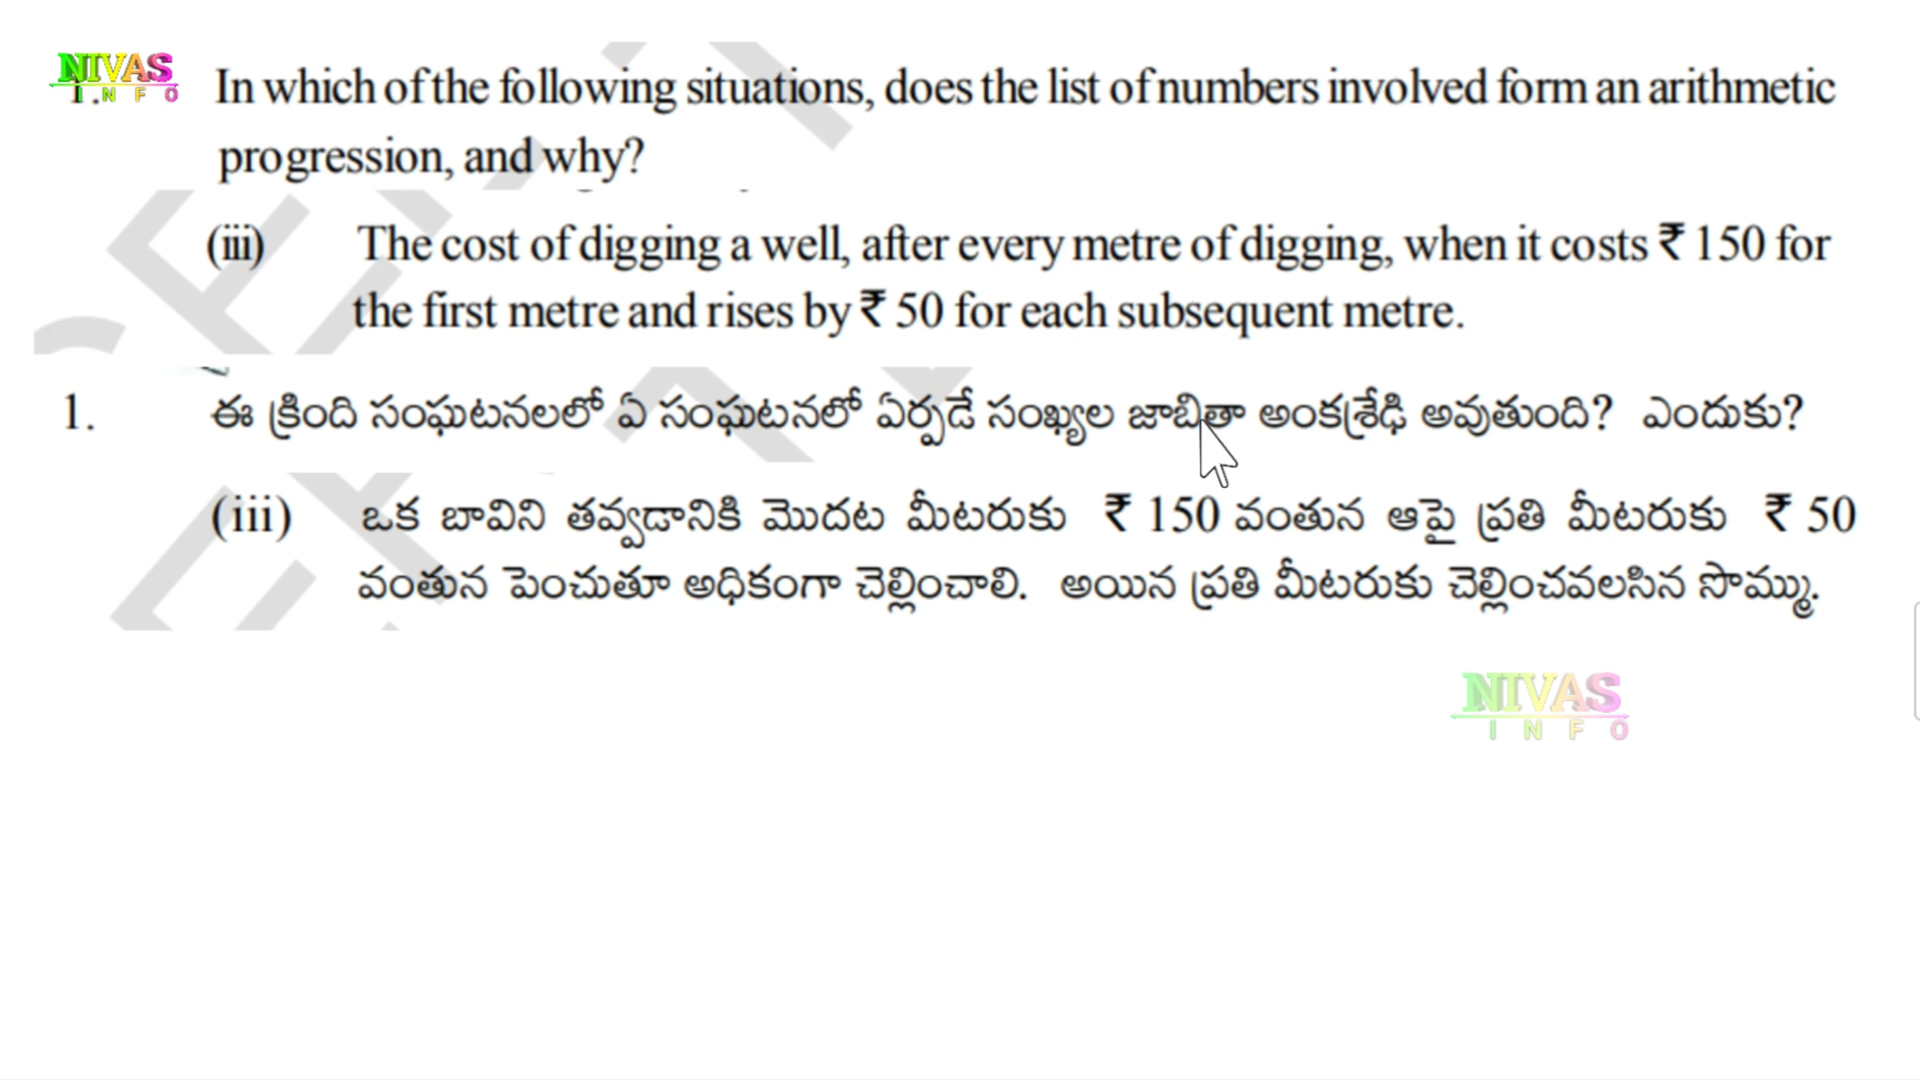 NIVAS
INFO
1. In which of the following situations, does the list of numbers involved form an arithmetic
progression, and why?
(iii) The cost of digging a well, after every metre of digging, when it costs ₹ 150 for
the first metre and rises by ₹ 50 for each subsequent metre.
1. ఈ క్రింది సంఘటనలలో ఏ సంఘటనలో ఏర్పడే సంఖ్యల జాబితా అంకశ్రేఢి అవుతుంది? ఎందుకు?
(iii) ఒక బావిని తవ్వడానికి మొదట మీటరుకు ₹ 150 వంతున ఆపై ప్రతి మీటరుకు ₹ 50
వంతున పెంచుతూ అధికంగా చెల్లించాలి. అయిన ప్రతి మీటరుకు చెల్లించవలసిన సొమ్ము.
NIVAS
INFO